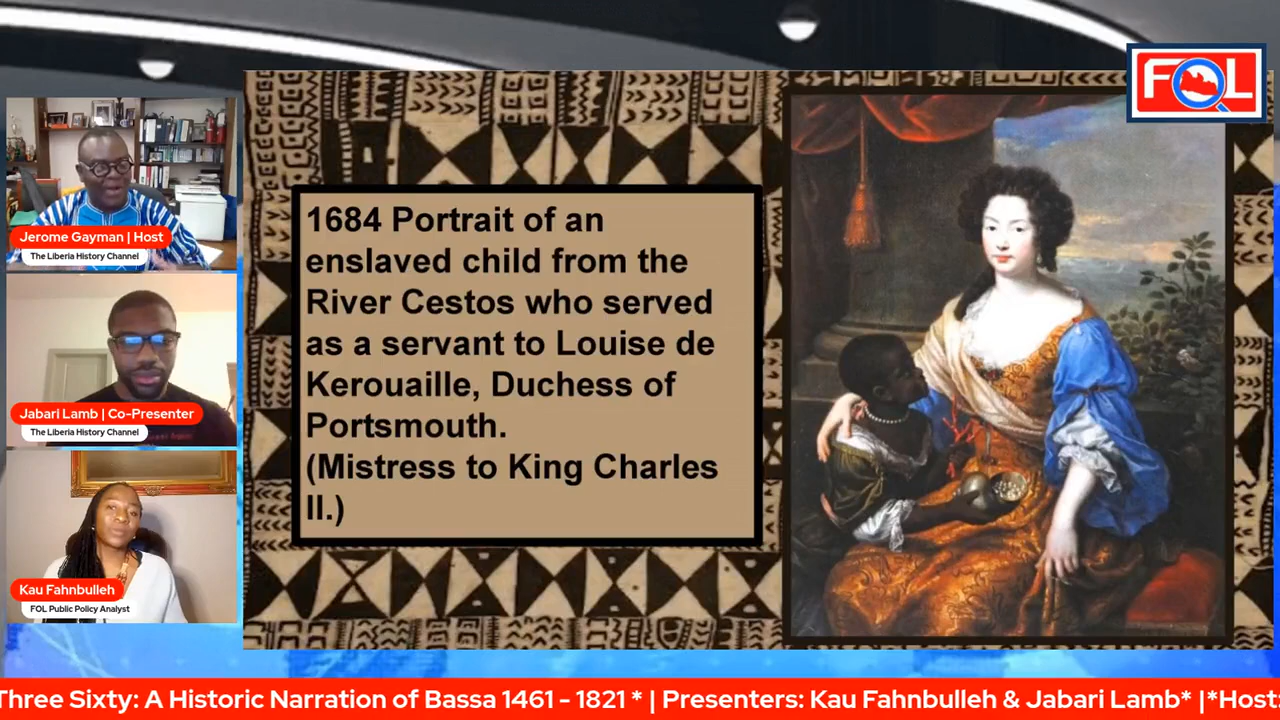 FOL
Jerome Gayman | Host
The Liberia History Channel
Jabari Lamb | Co-Presenter
The Liberia History Channel
Kau Fahnbulleh
FOL Public Policy Analyst
1684 Portrait of an
enslaved child from the
River Cestos who served
as a servant to Louise de
Kerouaille, Duchess of
Portsmouth.
(Mistress to King Charles
II.)
Three Sixty: A Historic Narration of Bassa 1461 - 1821 * | Presenters: Kau Fahnbulleh & Jabari Lamb* |*Host: